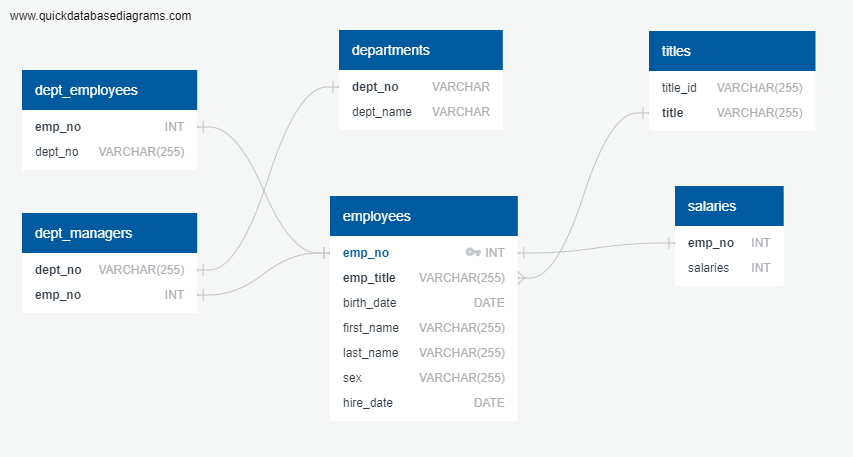 www.quickdatabasediagrams.com
dept_employees
emp_no INT
dept_no VARCHAR(255)
dept_managers
dept_no VARCHAR(255)
emp_no INT
departments
dept_no VARCHAR
dept_name VARCHAR
employees
emp_no INT
emp_title VARCHAR(255)
birth_date DATE
first_name VARCHAR(255)
last_name VARCHAR(255)
sex VARCHAR(255)
hire_date DATE
titles
title_id VARCHAR(255)
title VARCHAR(255)
salaries
emp_no INT
salaries INT